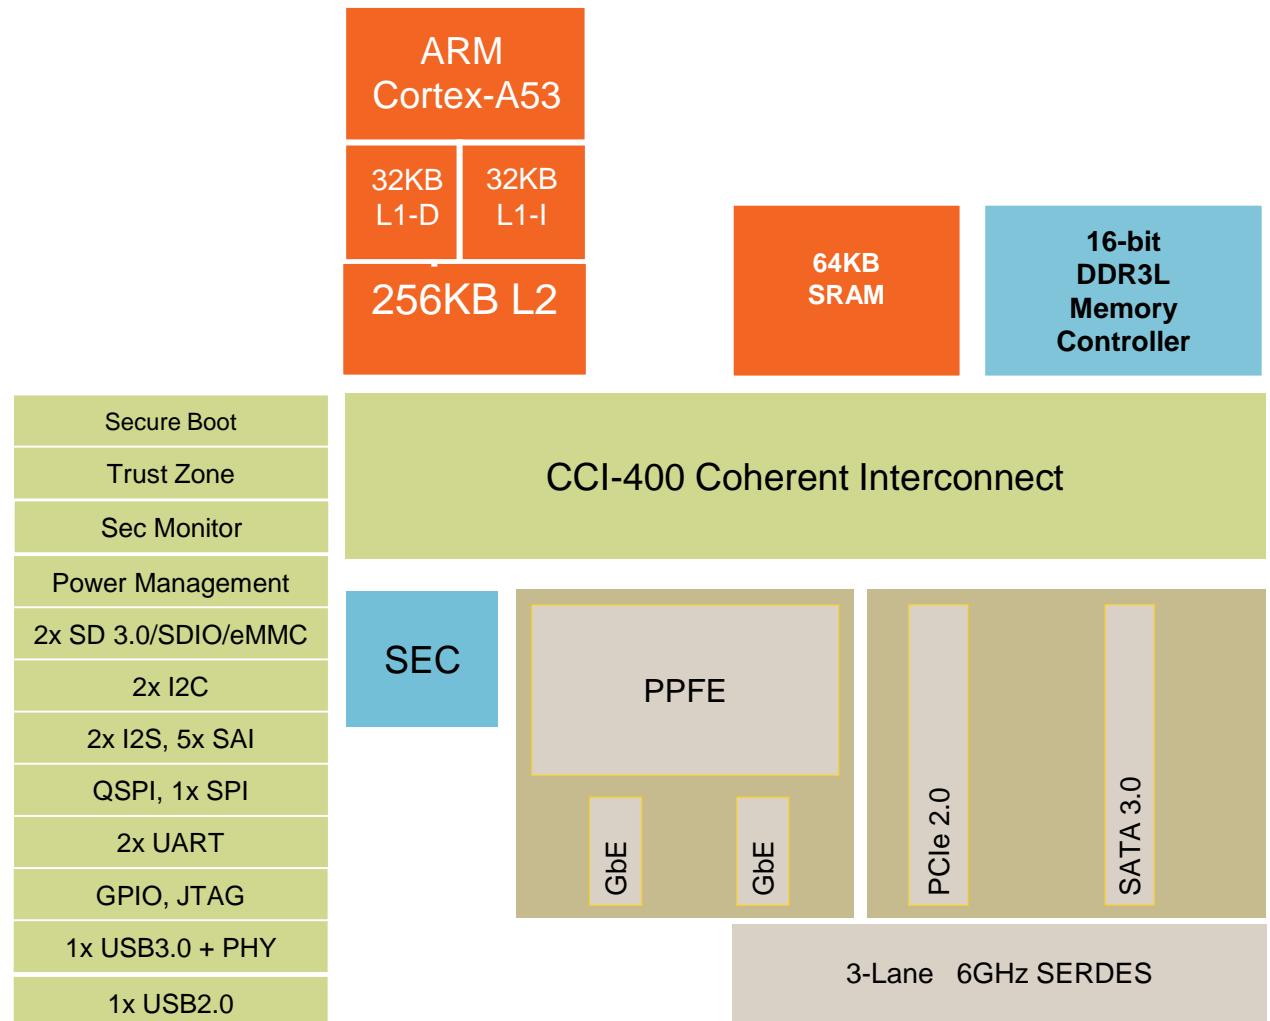 ARM
Cortex-A53
32KB
L1-D
32KB
L1-I
256KB L2
64KB
SRAM
16-bit
DDR3L
Memory
Controller
Secure Boot
Trust Zone
Sec Monitor
Power Management
2x SD 3.0/SDIO/eMMC
2x I2C
2x I2S, 5x SAI
QSPI, 1x SPI
2x UART
GPIO, JTAG
1x USB3.0 + PHY
1x USB2.0
CCI-400 Coherent Interconnect
SEC
PPFE
GbE
GbE
PCIe 2.0
SATA 3.0
3-Lane 6GHz SERDES